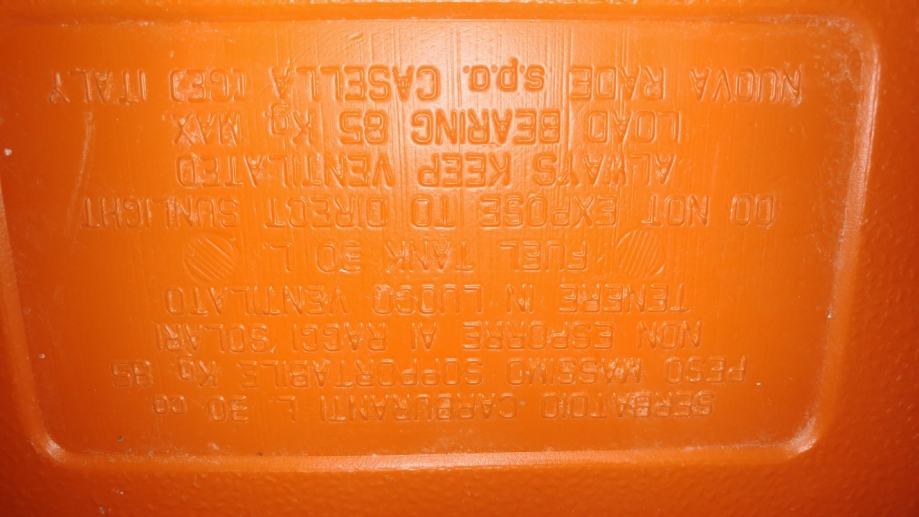 SERBATOIO CARBURANTI L. 30 ca
PESO MASSIMO SOPPORTABILE Kg. 85
NON ESPORRE AI RAGGI SOLARI
TENERE IN LUOGO VENTILATO
FUEL TANK 30 L.
DO NOT EXPOSE TO DIRECT SUNLIGHT
ALWAYS KEEP VENTILATED
LOAD BEARING 85 Kg. MAX.
NUOVA RADE s.p.a. CASELLA (GE) ITALY